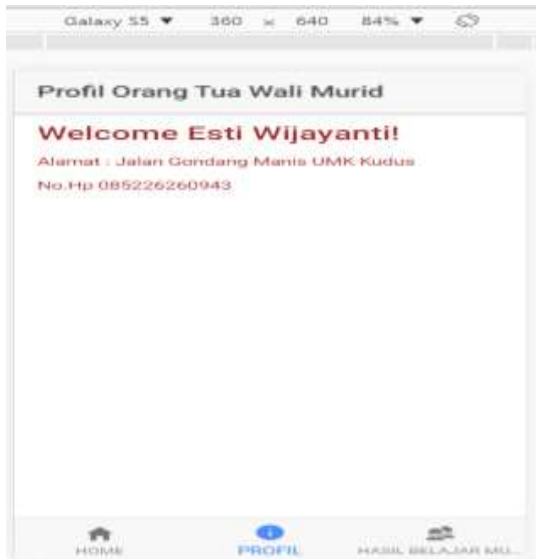 Galaxy S5 ▼ 360 × 640 84% ▼
Profil Orang Tua Wali Murid
Welcome Esti Wijayanti!
Alamat : Jalan Gondang Manis UMK Kudus
No.Hp 085226260943
HOME PROFIL HASIL BELAJAR MU...